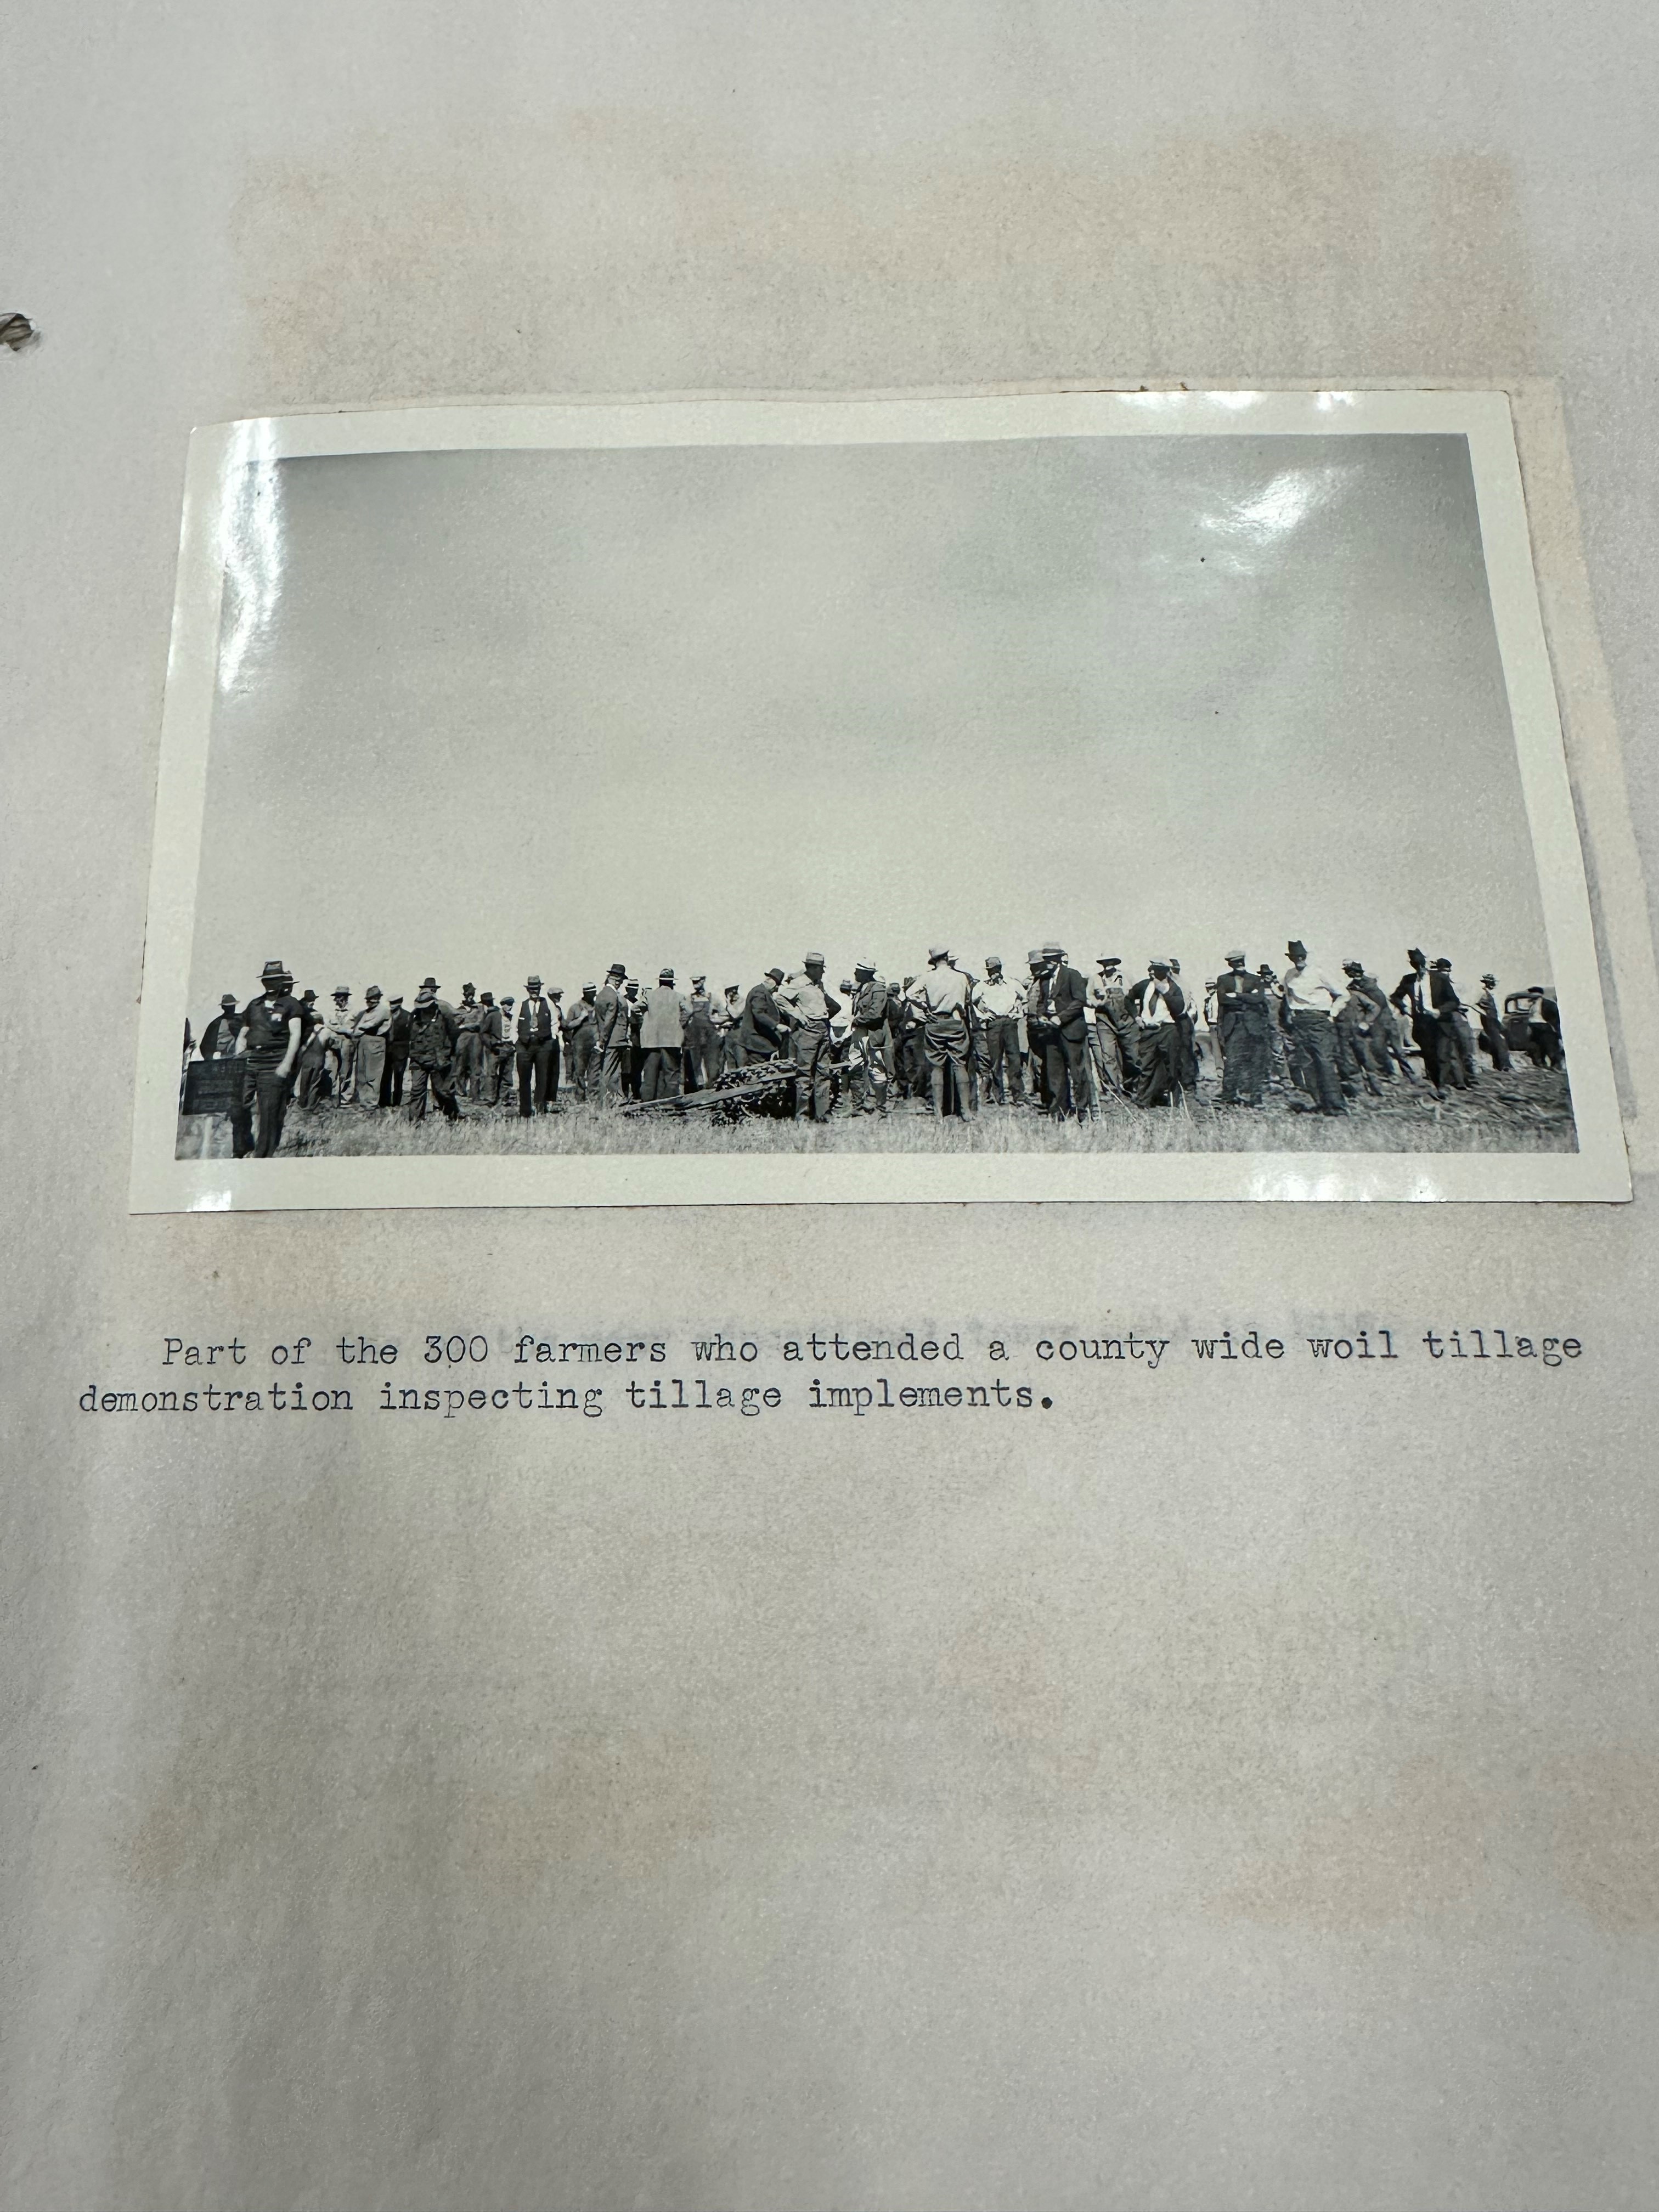 Part of the 300 farmers who attended a county wide woil tillage
demonstration inspecting tillage implements.